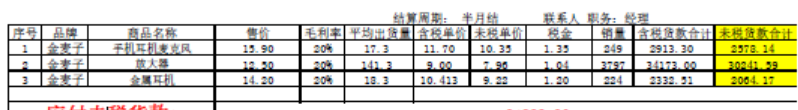 结算周期: 半月结 联系人 职务: 经理
序号 品牌 商品名称 售价 毛利率 平均出货量 含税单价 未税单价 税金 销量 含税货款合计 未税货款合计
1 金麦子 手机耳机麦克风 15.90 20% 17.3 11.70 10.35 1.35 249 2913.30 2578.14
2 金麦子 放大器 12.50 20% 141.3 9.00 7.96 1.04 3797 34173.00 30241.59
3 金麦子 金属耳机 14.20 20% 18.3 10.413 9.22 1.20 224 2332.51 2064.17